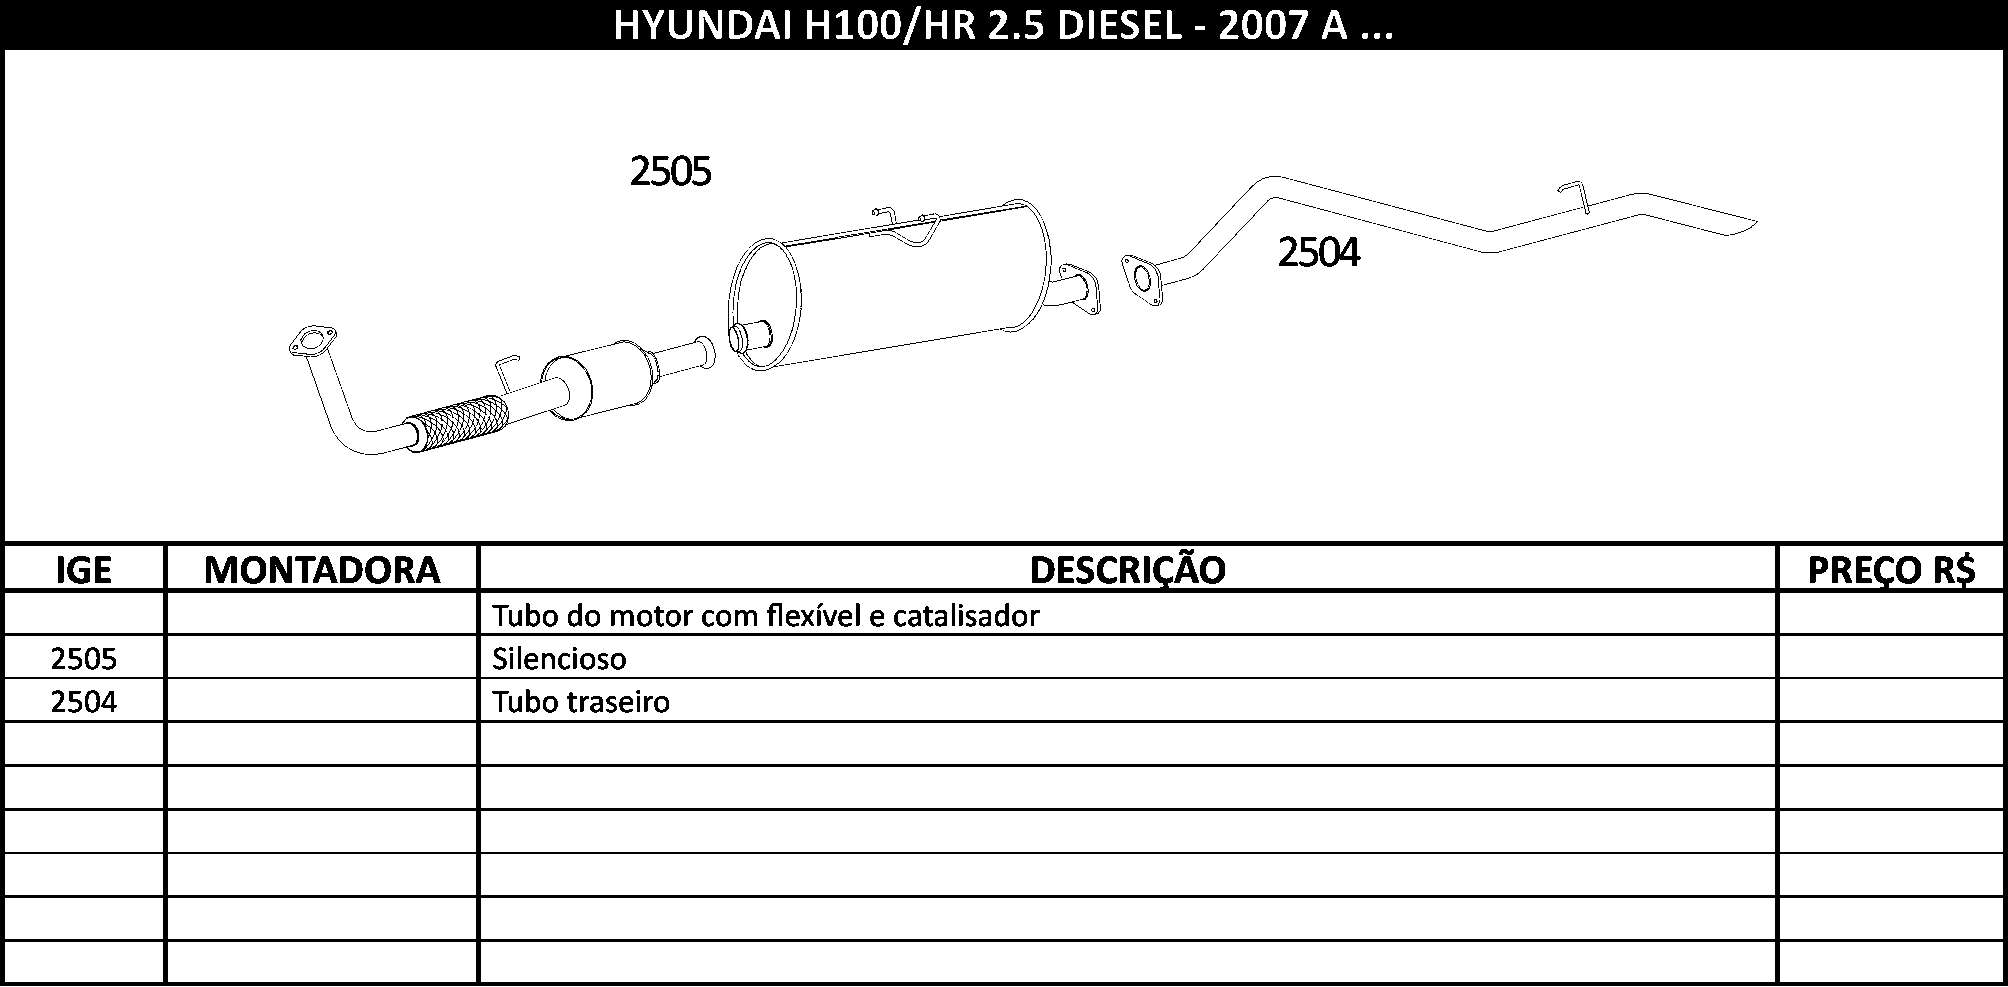 HYUNDAI H100/HR 2.5 DIESEL - 2007 A ...
2505
2504
IGE MONTADORA DESCRIÇÃO PREÇO R$
Tubo do motor com flexível e catalisador
2505 Silencioso
2504 Tubo traseiro